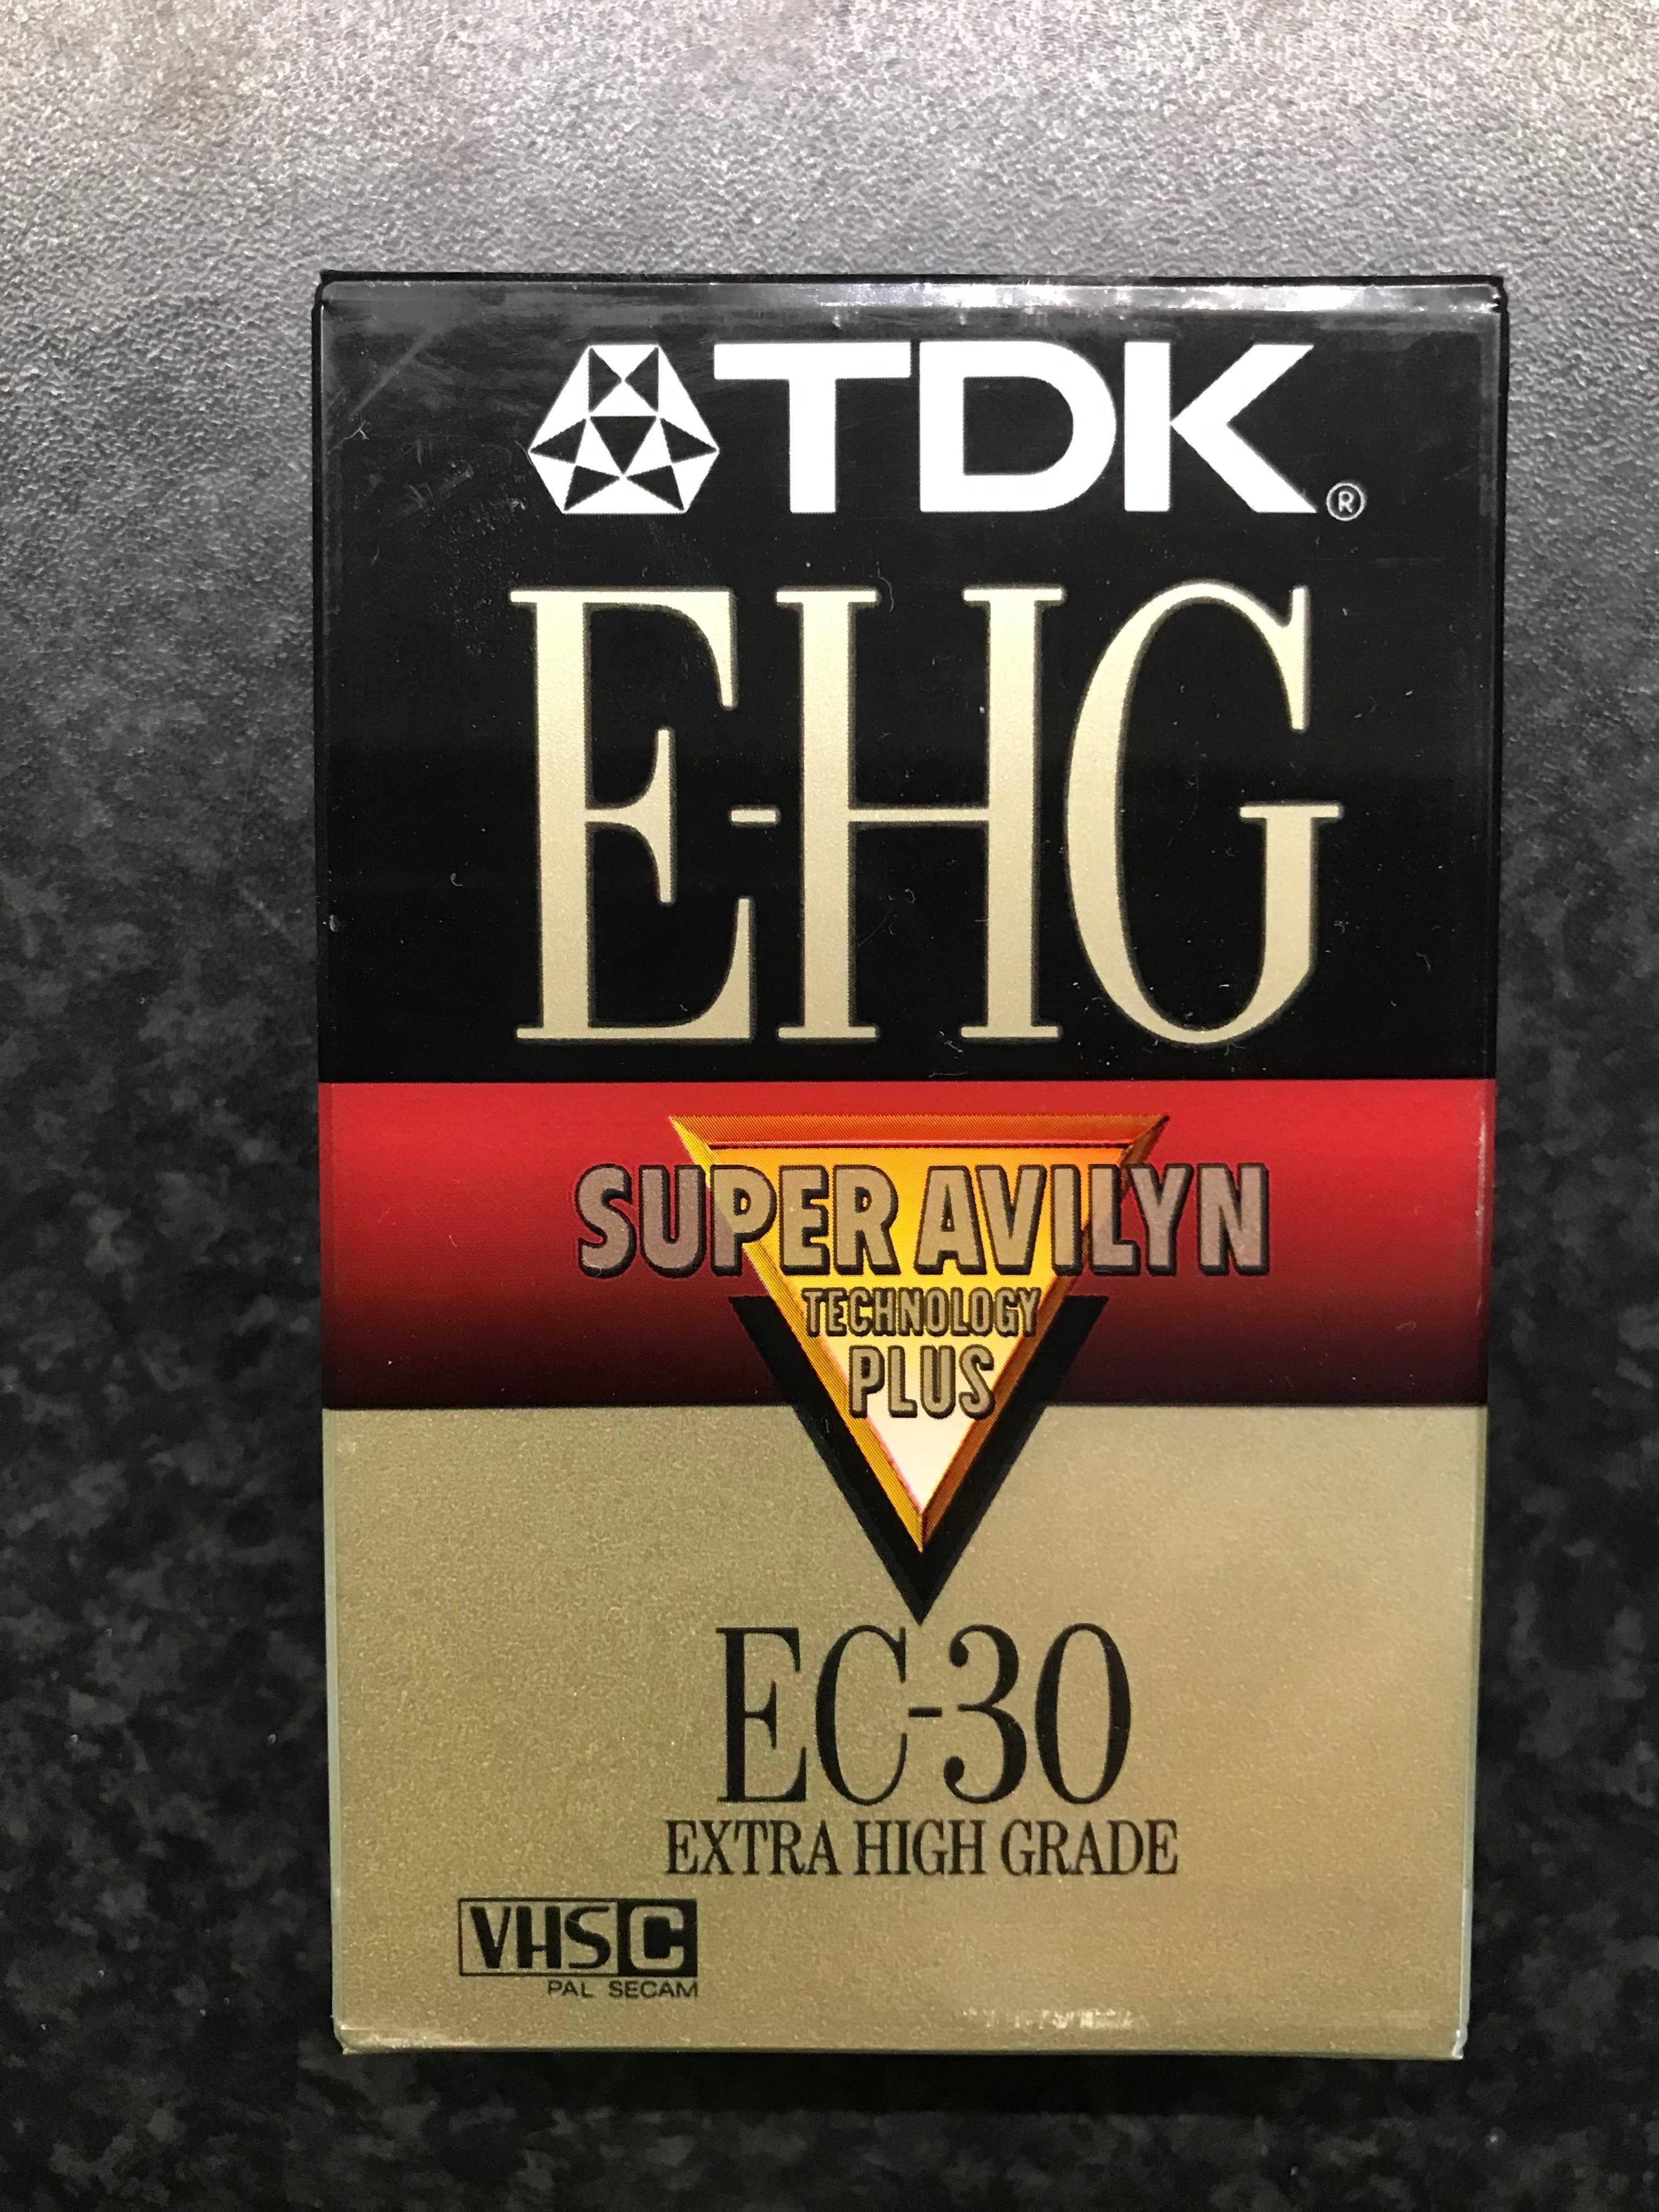 TDK®
E-HG
SUPER AVILYN
TECHNOLOGY
PLUS
EC-30
EXTRA HIGH GRADE
VHS C
PAL SECAM